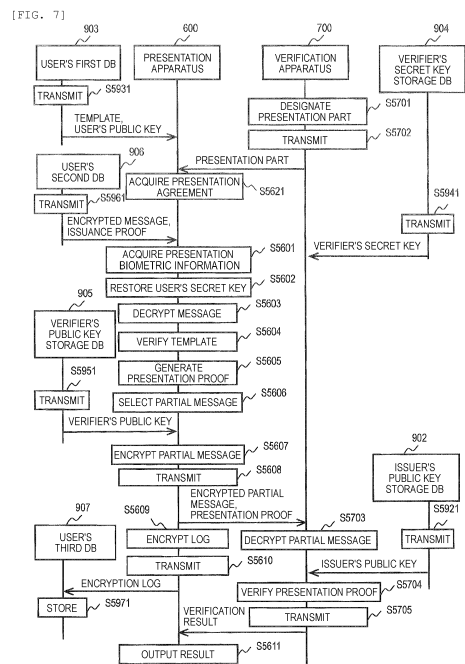 [FIG. 7]
903
600
700
904
USER'S FIRST DB
PRESENTATION
APPARATUS
VERIFICATION
APPARATUS
VERIFIER'S
SECRET KEY
STORAGE DB
TRANSMIT
S5931
DESIGNATE
PRESENTATION PART
S5701
TEMPLATE,
USER'S PUBLIC KEY
TRANSMIT
S5702
906
USER'S
SECOND DB
PRESENTATION PART
ACQUIRE PRESENTATION
AGREEMENT
S5621
TRANSMIT
S5961
S5941
TRANSMIT
ENCRYPTED MESSAGE,
ISSUANCE PROOF
VERIFIER'S SECRET KEY
ACQUIRE PRESENTATION
BIOMETRIC INFORMATION
S5601
RESTORE USER'S SECRET KEY
S5602
905
DECRYPT MESSAGE
S5603
VERIFIER'S
PUBLIC KEY
STORAGE DB
VERIFY TEMPLATE
S5604
GENERATE
PRESENTATION PROOF
S5605
S5951
TRANSMIT
SELECT PARTIAL MESSAGE
S5606
VERIFIER'S PUBLIC KEY
ENCRYPT PARTIAL MESSAGE
S5607
902
TRANSMIT
S5608
ISSUER'S
PUBLIC KEY
STORAGE DB
ENCRYPTED PARTIAL
MESSAGE,
PRESENTATION PROOF
907
S5609
S5703
S5921
USER'S
THIRD DB
ENCRYPT LOG
DECRYPT PARTIAL MESSAGE
TRANSMIT
TRANSMIT
S5610
ISSUER'S PUBLIC KEY
ENCRYPTION LOG
VERIFY PRESENTATION PROOF
S5704
STORE
S5971
VERIFICATION
RESULT
TRANSMIT
S5705
OUTPUT RESULT
S5611